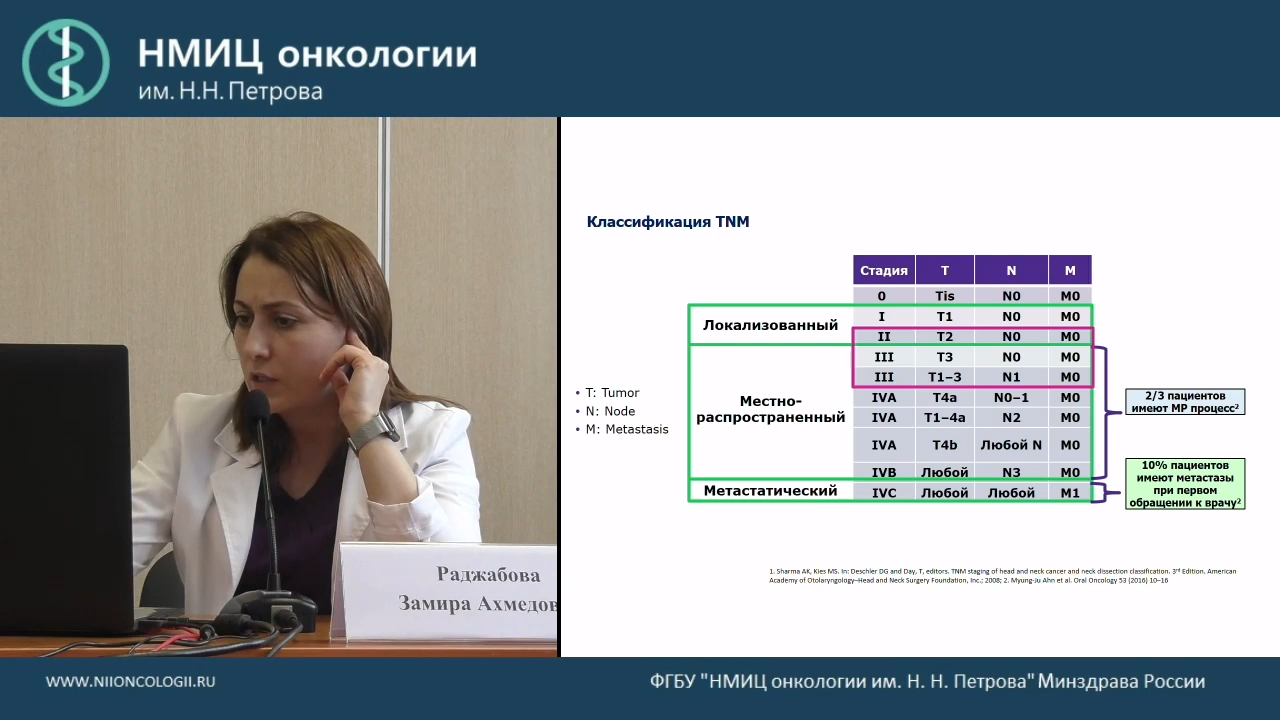 НМИЦ онкологии
им. Н.Н. Петрова
Раджабова
Замира Ахмедов
Классификация TNM
• T: Tumor
• N: Node
• M: Metastasis
Стадия T N M
0 Tis N0 M0
Локализованный
I T1 N0 M0
II T2 N0 M0
Местно-
распространенный
III T3 N0 M0
III T1–3 N1 M0
IVA T4a N0–1 M0
IVA T1–4a N2 M0
IVA T4b Любой N M0
IVB Любой N3 M0
Метастатический
IVC Любой Любой M1
2/3 пациентов
имеют МР процесс²
10% пациентов
имеют метастазы
при первом
обращении к врачу²
1. Sharma AK, Kies MS. In: Deschler DG and Day, T, editors. TNM staging of head and neck cancer and neck dissection classification. 3rd Edition. American
Academy of Otolaryngology–Head and Neck Surgery Foundation, Inc.; 2008; 2. Myung-Ju Ahn et al. Oral Oncology 53 (2016) 10–16
WWW.NIIONCOLOGII.RU
ФГБУ "НМИЦ онкологии им. Н. Н. Петрова" Минздрава России